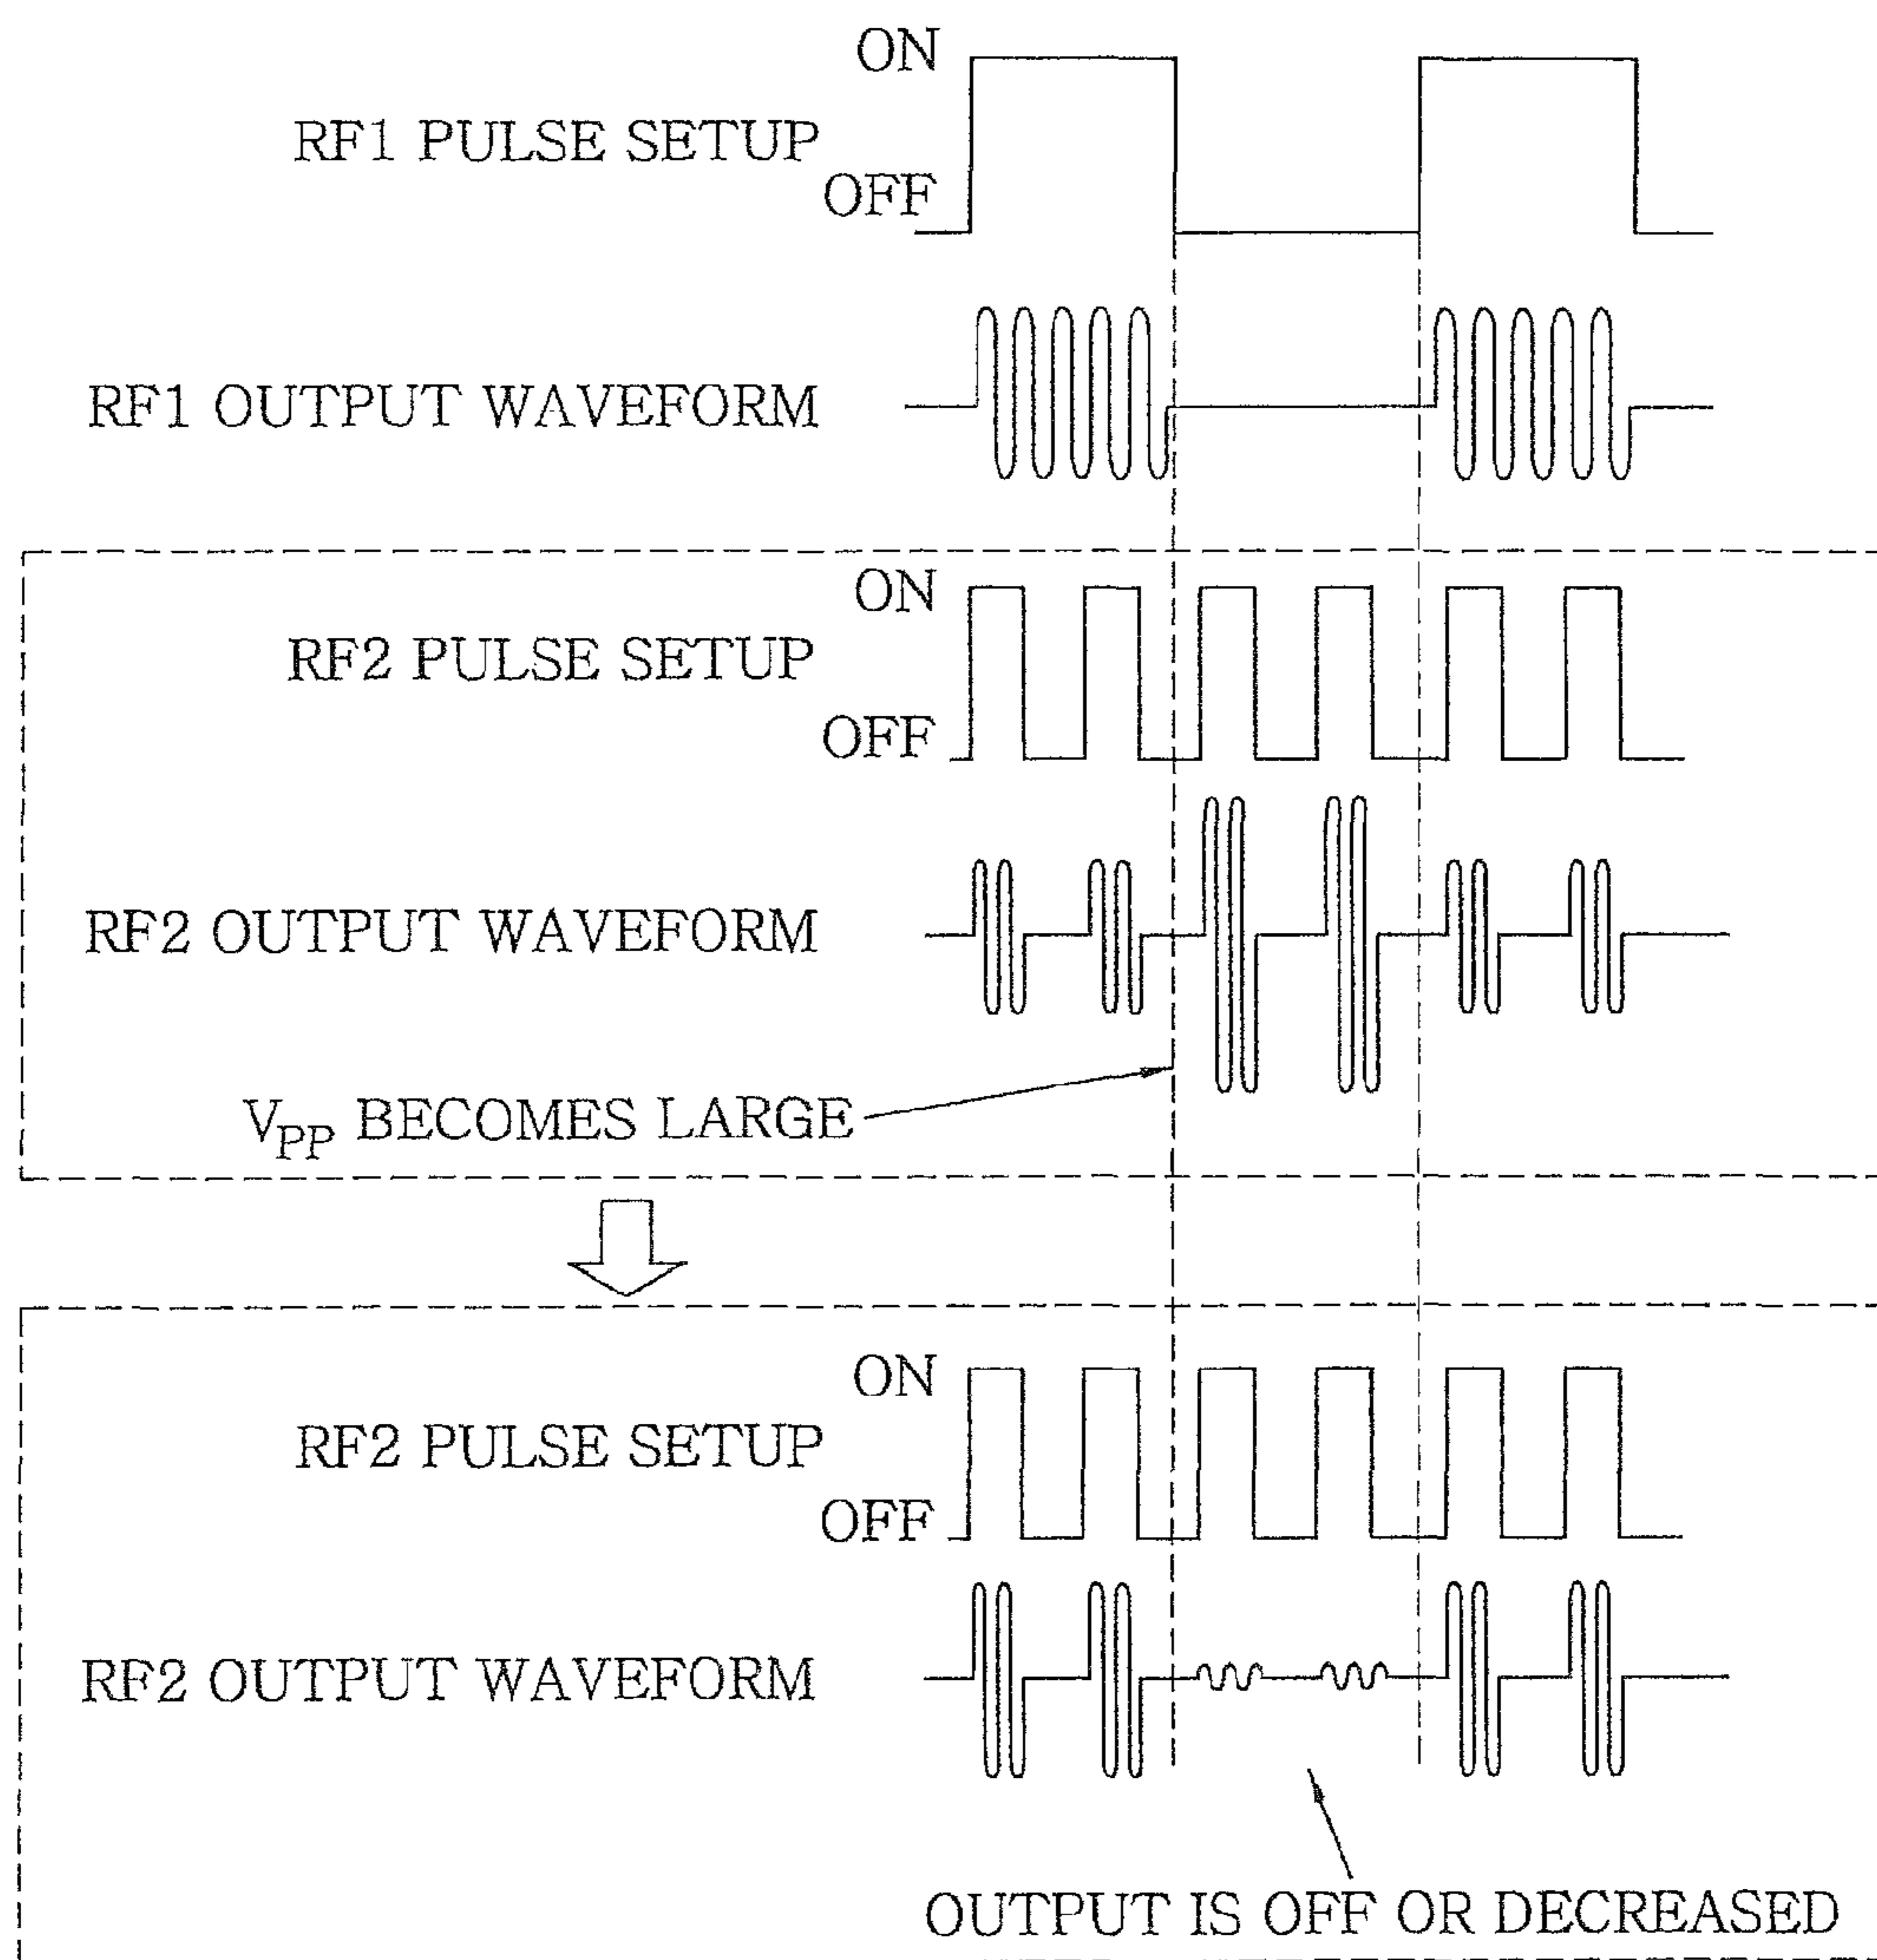 ON
RF1 PULSE SETUP
OFF
RF1 OUTPUT WAVEFORM
ON
RF2 PULSE SETUP
OFF
RF2 OUTPUT WAVEFORM
VPP BECOMES LARGE
ON
RF2 PULSE SETUP
OFF
RF2 OUTPUT WAVEFORM
OUTPUT IS OFF OR DECREASED